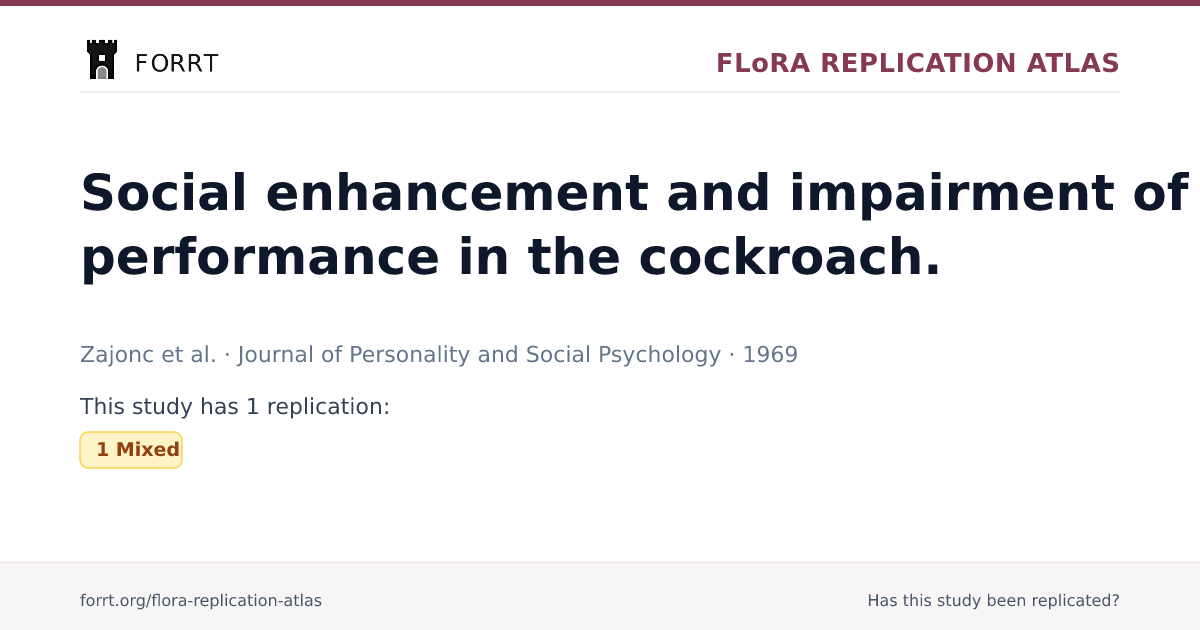 FORRT
FLoRA REPLICATION ATLAS
Social enhancement and impairment of
performance in the cockroach.
Zajonc et al. · Journal of Personality and Social Psychology · 1969
This study has 1 replication:
1 Mixed
forrt.org/flora-replication-atlas
Has this study been replicated?